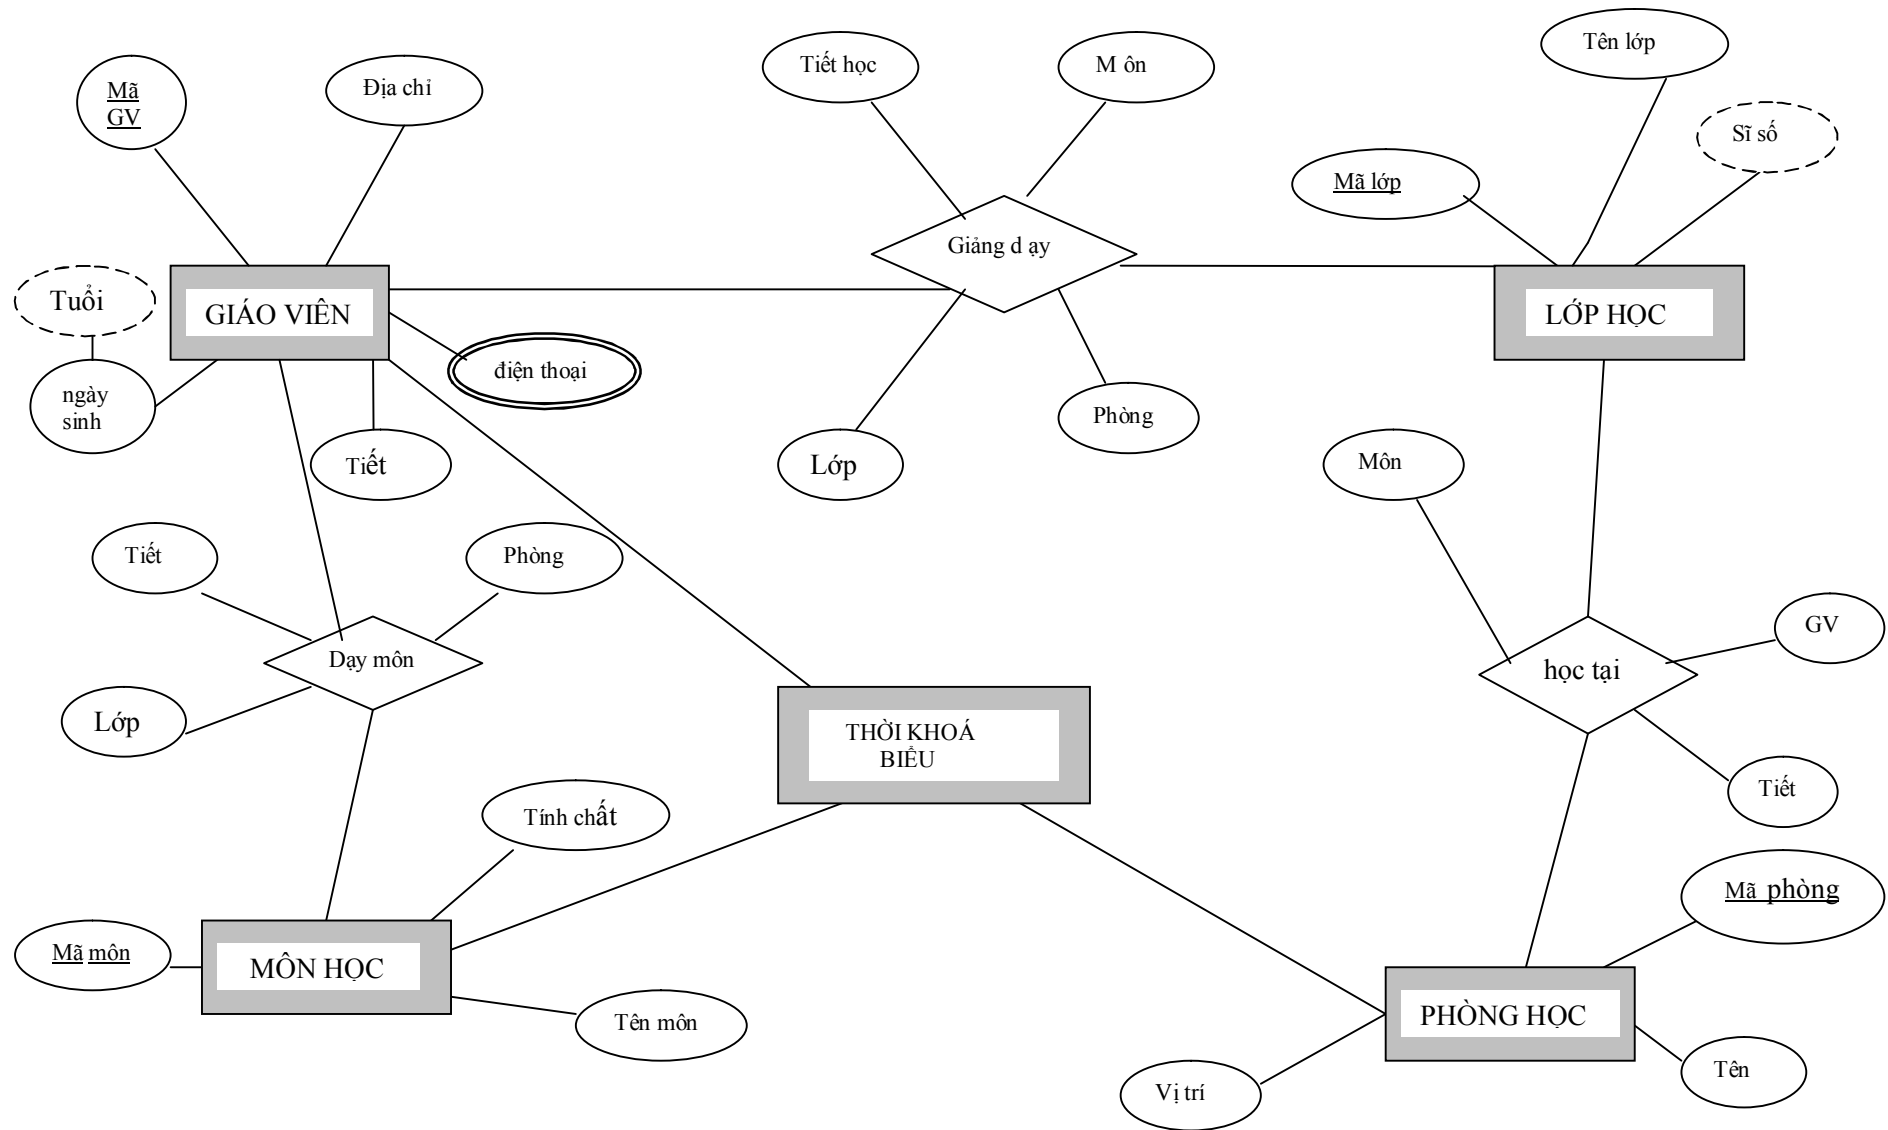 Tên lớp
Tiết học
M ôn
Mã
GV
Địa chỉ
Sĩ số
Mã lớp
Giảng d ạy
Tuổi
GIÁO VIÊN
LỚP HỌC
điện thoại
ngày
sinh
Phòng
Tiết
Lớp
Môn
Tiết
Phòng
GV
Dạy môn
học tại
Lớp
THỜI KHOÁ
BIỂU
Tiết
Tính chất
Mã phòng
Mã môn
MÔN HỌC
Tên môn
PHÒNG HỌC
Tên
Vị trí